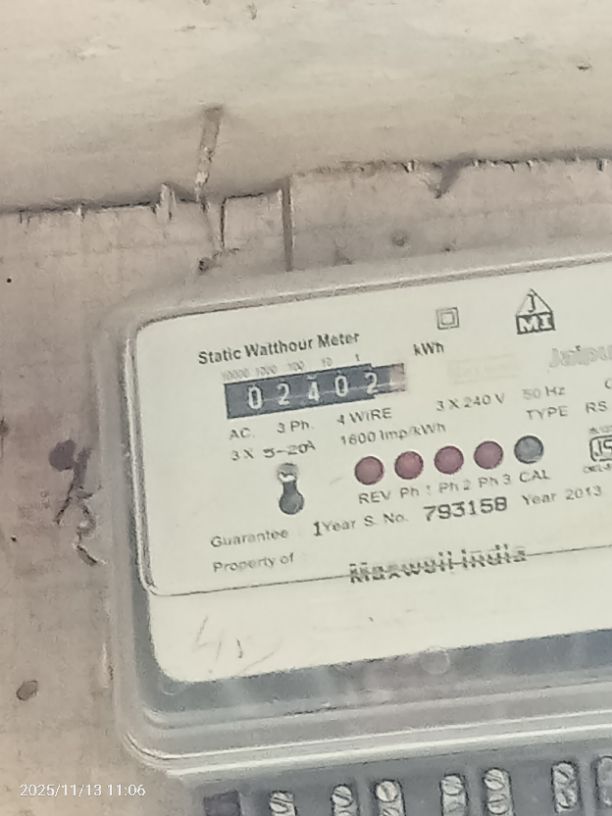 J
MI
Static Watthour Meter
kWh
10000 1000 100 10 1
0 2 4 0 2
AC. 3 Ph. 4 WiRE 3 X 240 V 50 Hz
3 X 5-20A 1600 Imp/kWh TYPE RS
REV Ph 1 Ph 2 Ph 3 CAL
Guarantee 1Year S. No. 793158 Year 2013
Property of Maxwell India
2025/11/13 11:06